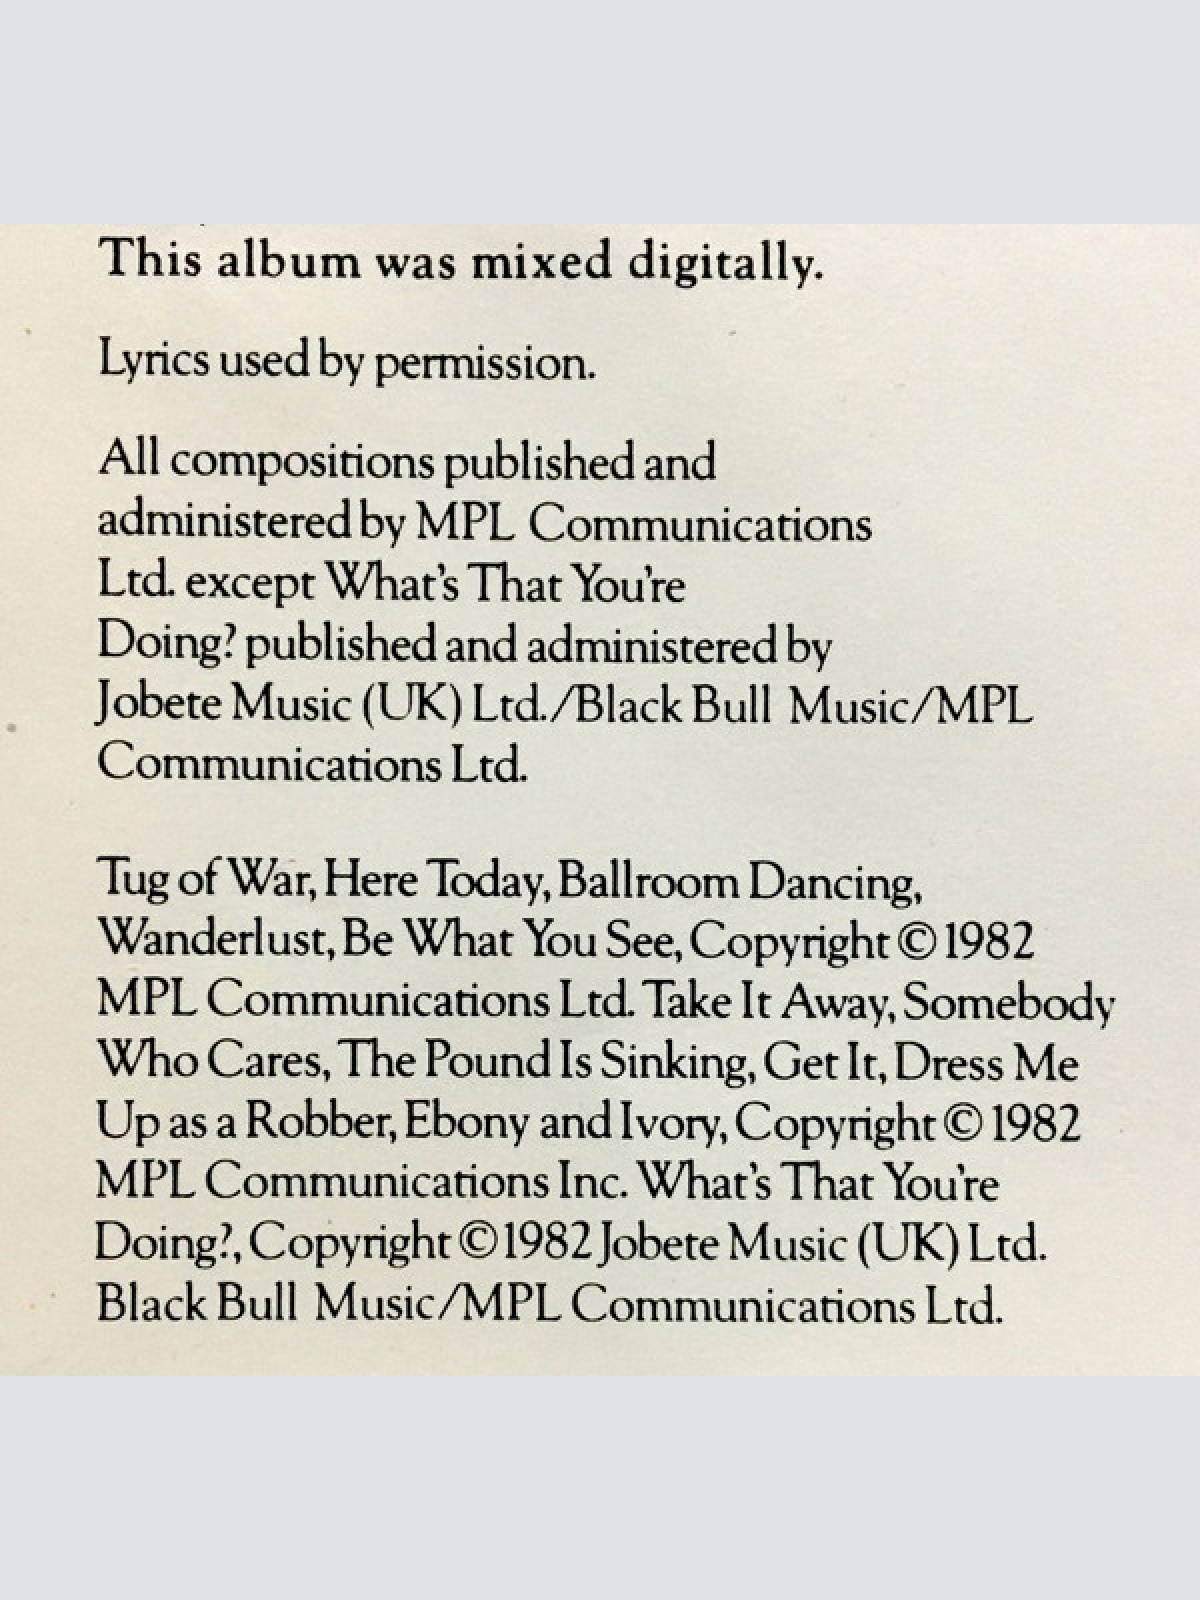 This album was mixed digitally.
Lyrics used by permission.
All compositions published and
administered by MPL Communications
Ltd. except What's That You're
Doing? published and administered by
Jobete Music (UK) Ltd./Black Bull Music/MPL
Communications Ltd.
Tug of War, Here Today, Ballroom Dancing,
Wanderlust, Be What You See, Copyright © 1982
MPL Communications Ltd. Take It Away, Somebody
Who Cares, The Pound Is Sinking, Get It, Dress Me
Up as a Robber, Ebony and Ivory, Copyright © 1982
MPL Communications Inc. What's That You're
Doing?, Copyright © 1982 Jobete Music (UK) Ltd.
Black Bull Music/MPL Communications Ltd.